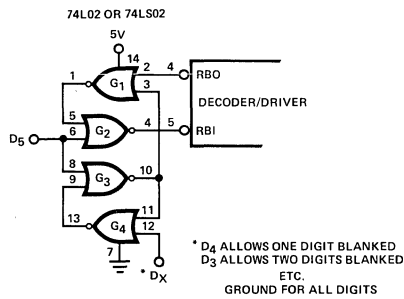 74L02 OR 74LS02
5V
14
1
G1
2
4
RBO
3
DECODER/DRIVER
5
D5
6
G2
4
5
RBI
8
9
G3
10
13
G4
11
12
7
* DX
* D4 ALLOWS ONE DIGIT BLANKED
D3 ALLOWS TWO DIGITS BLANKED
ETC.
GROUND FOR ALL DIGITS